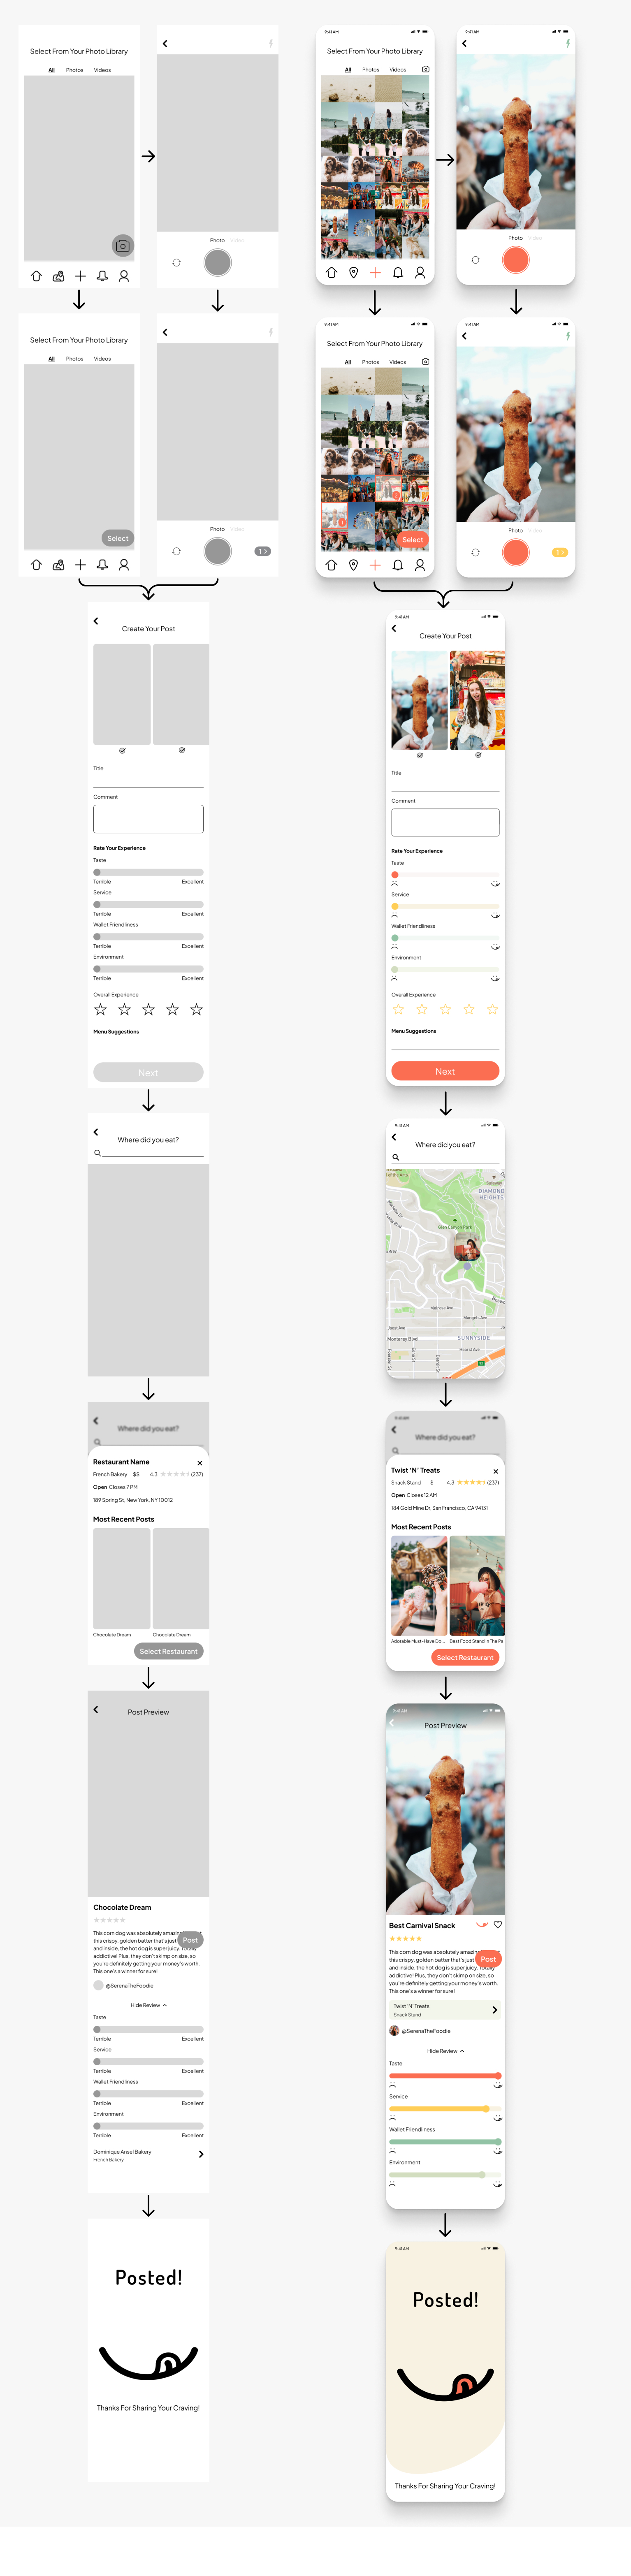 Select From Your Photo Library
All Photos Videos
Photo Video
Select From Your Photo Library
All Photos Videos
Select
Photo Video
1 >
Create Your Post
Title
Comment
Rate Your Experience
Taste
Terrible Excellent
Service
Terrible Excellent
Wallet Friendliness
Terrible Excellent
Environment
Terrible Excellent
Overall Experience
Menu Suggestions
Next
Where did you eat?
Where did you eat?
Restaurant Name
French Bakery $$ 4.3 (237)
Open Closes 7 PM
189 Spring St, New York, NY 10012
Most Recent Posts
Chocolate Dream Chocolate Dream
Select Restaurant
Post Preview
Chocolate Dream
This corn dog was absolutely amazing
this crispy, golden batter that's just
Post
and inside, the hot dog is super juicy. Totally
addictive! Plus, they don't skimp on size, so
you're definitely getting your money's worth.
This one's a winner for sure!
@SerenaTheFoodie
Hide Review
Taste
Terrible Excellent
Service
Terrible Excellent
Wallet Friendliness
Terrible Excellent
Environment
Terrible Excellent
Dominique Ansel Bakery
French Bakery
Posted!
Thanks For Sharing Your Craving!
9:41 AM
Select From Your Photo Library
All Photos Videos
9:41 AM
Photo Video
9:41 AM
Select From Your Photo Library
All Photos Videos
Select
9:41 AM
Photo Video
1 >
9:41 AM
Create Your Post
Title
Comment
Rate Your Experience
Taste
Service
Wallet Friendliness
Environment
Overall Experience
Menu Suggestions
Next
9:41 AM
Where did you eat?
DIAMOND
HEIGHTS
Glen Canyon Park
Melrose Ave
Mangels Ave
Joost Ave
Monterey Blvd
SUNNYSIDE
Hearst Ave
9:41 AM
Where did you eat?
Twist 'N' Treats
Snack Stand $ 4.3 (237)
Open Closes 12 AM
184 Gold Mine Dr, San Francisco, CA 94131
Most Recent Posts
Adorable Must-Have Do... Best Food Stand In The Pa
Select Restaurant
9:41 AM
Post Preview
Best Carnival Snack
This corn dog was absolutely amazing
this crispy, golden batter that's just
Post
and inside, the hot dog is super juicy. Totally
addictive! Plus, they don't skimp on size, so
you're definitely getting your money's worth.
This one's a winner for sure!
Twist 'N' Treats
Snack Stand
@SerenaTheFoodie
Hide Review
Taste
Service
Wallet Friendliness
Environment
9:41 AM
Posted!
Thanks For Sharing Your Craving!